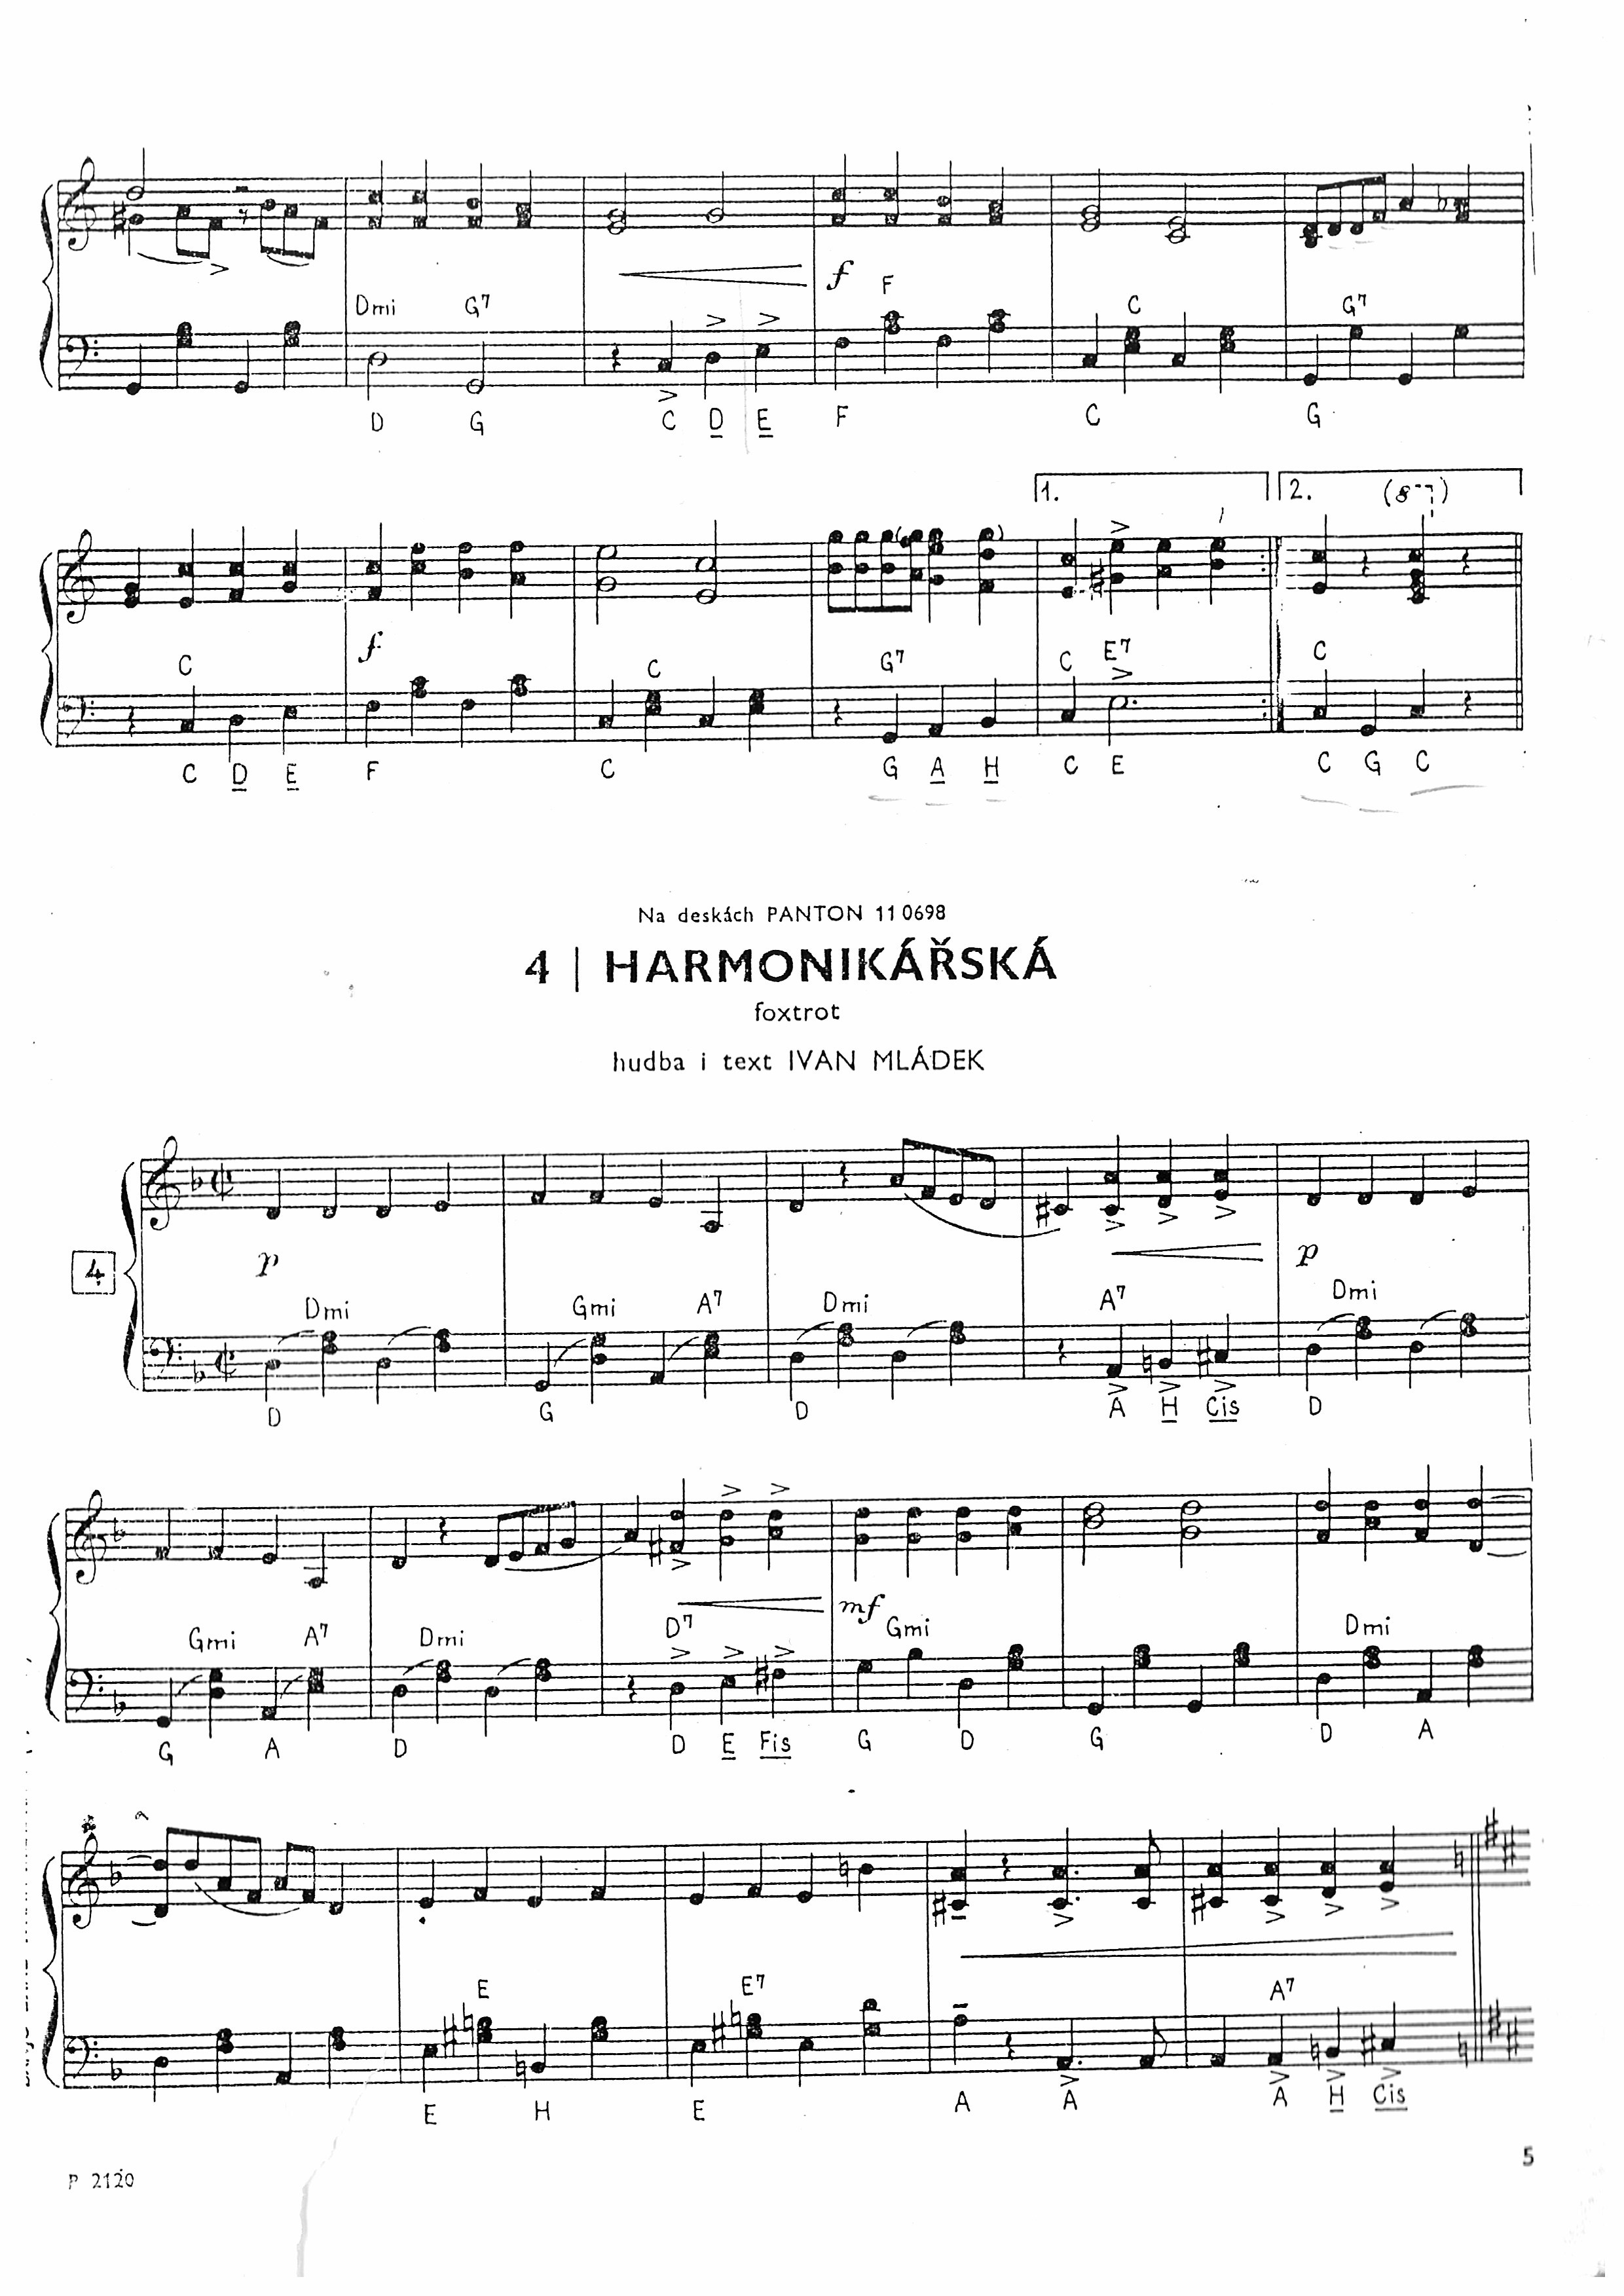 Dmi G7 f F C G7
D G C D E F C G
1. 2. (8)
C f C G7 C E7 C
C D E F C G A H C E C G C
Na deskách PANTON 11 0698
4 | HARMONIKÁŘSKÁ
foxtrot
hudba i text IVAN MLÁDEK
4
p p
Dmi Gmi A7 Dmi A7 Dmi
D G D A H Cis D
mf
Gmi A7 Dmi D7 Gmi Dmi
G A D D E Fis G D G D A
E E7 A7
E H E A A A H Cis
P 2120
5